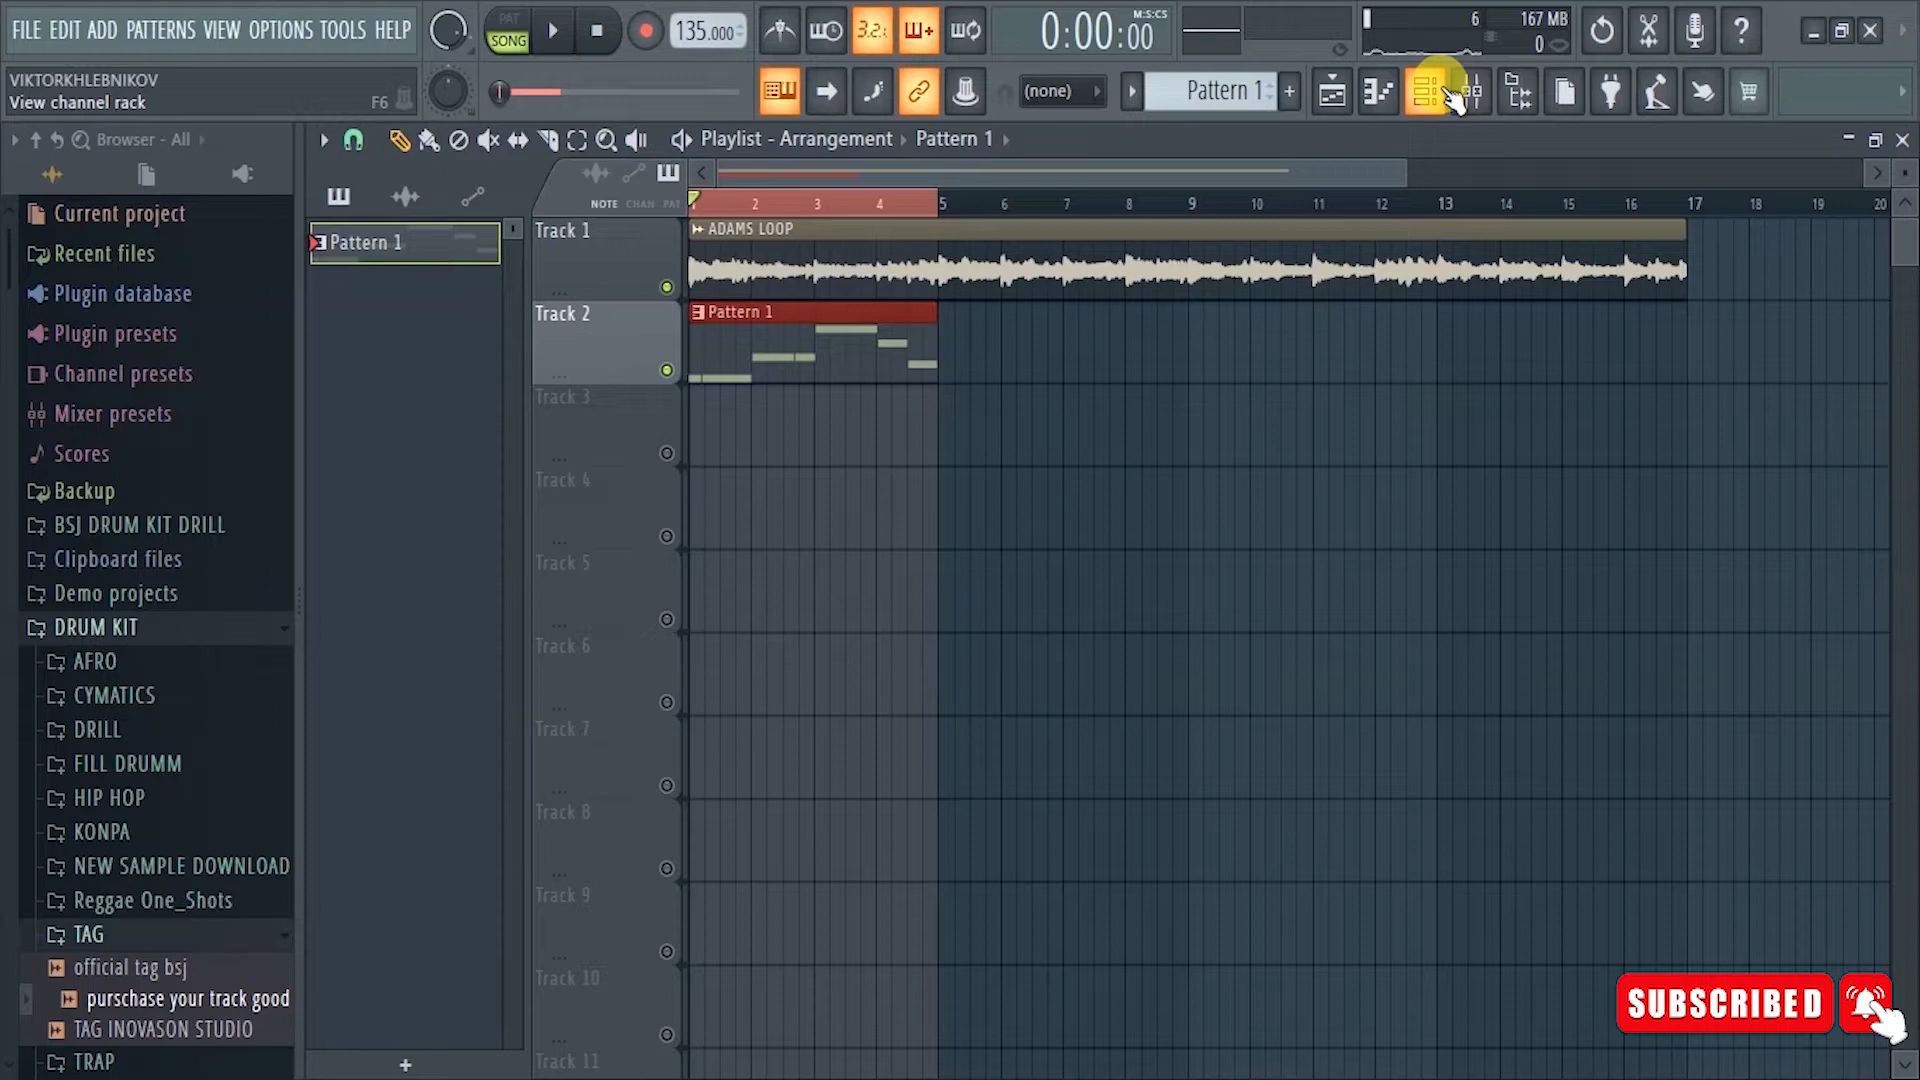 FILE EDIT ADD PATTERNS VIEW OPTIONS TOOLS HELP
PAT
SONG
135.000
3.2.
0:00:00
M:S:CS
6
167 MB
0
VIKTORKHLEBNIKOV
View channel rack
F6
(none)
Pattern 1
+
Browser - All
Playlist - Arrangement › Pattern 1 ›
NOTE CHAN PAT
1 2 3 4 5 6 7 8 9 10 11 12 13 14 15 16 17 18 19 20
Current project
Recent files
Plugin database
Plugin presets
Channel presets
Mixer presets
Scores
Backup
BSJ DRUM KIT DRILL
Clipboard files
Demo projects
DRUM KIT
AFRO
CYMATICS
DRILL
FILL DRUMM
HIP HOP
KONPA
NEW SAMPLE DOWNLOAD
Reggae One_Shots
TAG
official tag bsj
purschase your track good
TAG INOVASON STUDIO
TRAP
Pattern 1
+
Track 1
ADAMS LOOP
Track 2
Pattern 1
Track 3
Track 4
Track 5
Track 6
Track 7
Track 8
Track 9
Track 10
Track 11
SUBSCRIBED